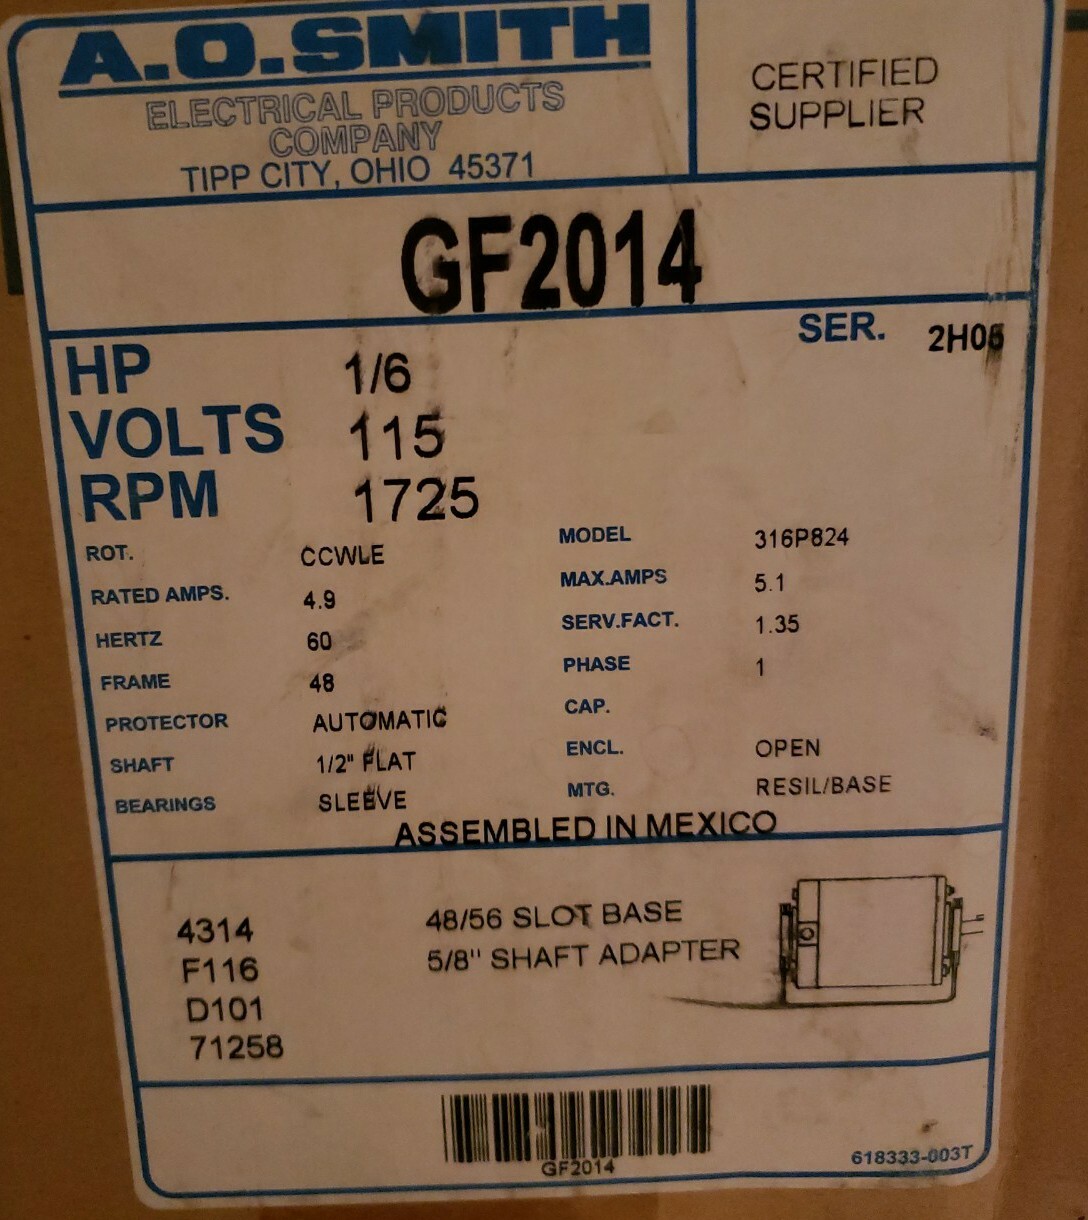 A.O.SMITH
ELECTRICAL PRODUCTS
COMPANY
TIPP CITY, OHIO 45371
CERTIFIED
SUPPLIER
GF2014
SER. 2H06
HP 1/6
VOLTS 115
RPM 1725
ROT. CCWLE
RATED AMPS. 4.9
HERTZ 60
FRAME 48
PROTECTOR AUTOMATIC
SHAFT 1/2" FLAT
BEARINGS SLEEVE
MODEL 316P824
MAX.AMPS 5.1
SERV.FACT. 1.35
PHASE 1
CAP.
ENCL. OPEN
MTG. RESIL/BASE
ASSEMBLED IN MEXICO
4314
F116
D101
71258
48/56 SLOT BASE
5/8" SHAFT ADAPTER
GF2014
618333-003T